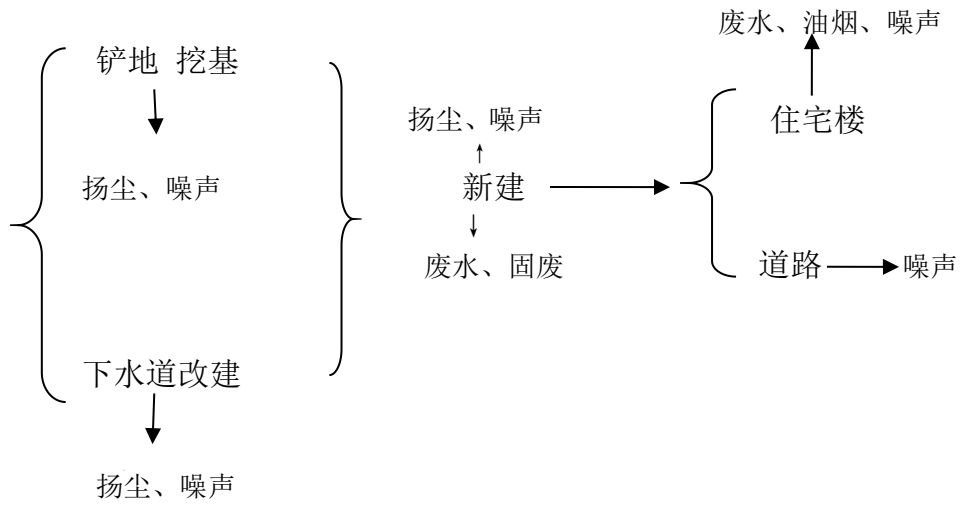 废水、油烟、噪声
铲地 挖基
扬尘、噪声
住宅楼
扬尘、噪声
新建
废水、固废
道路
噪声
下水道改建
扬尘、噪声